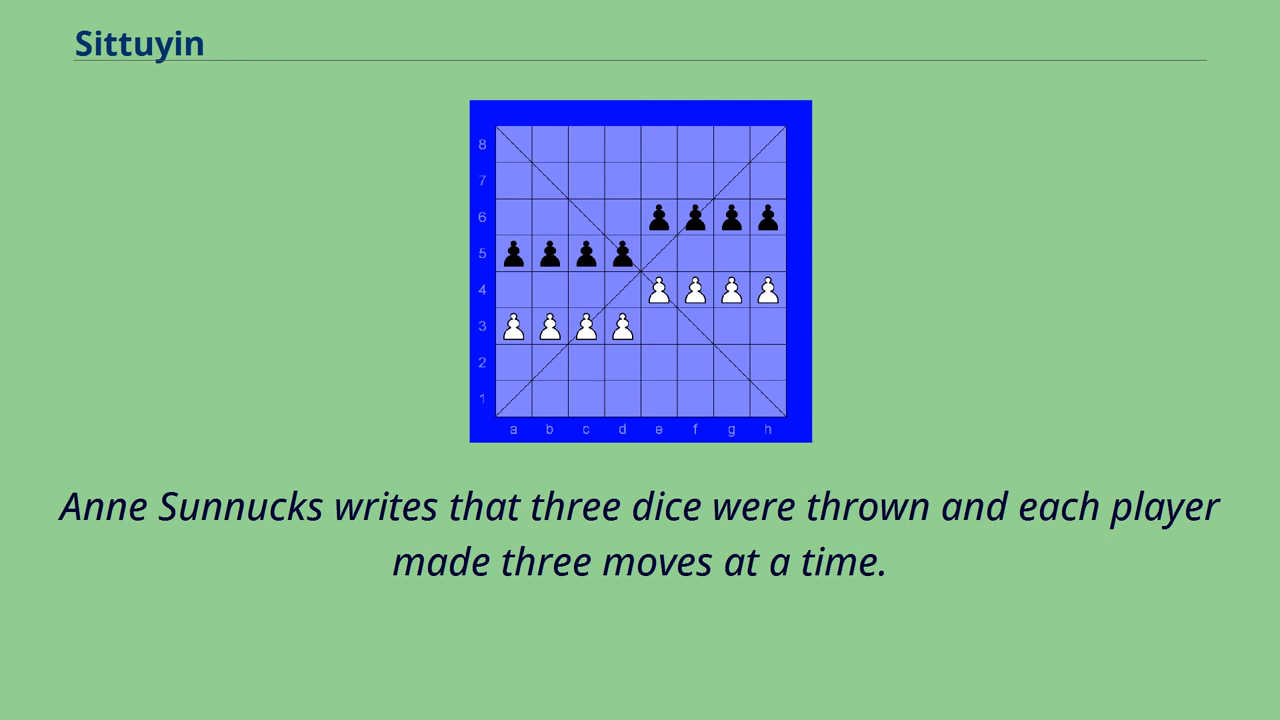 Sittuyin
8
7
6
5
4
3
2
1
a b c d e f g h
Anne Sunnucks writes that three dice were thrown and each player
made three moves at a time.